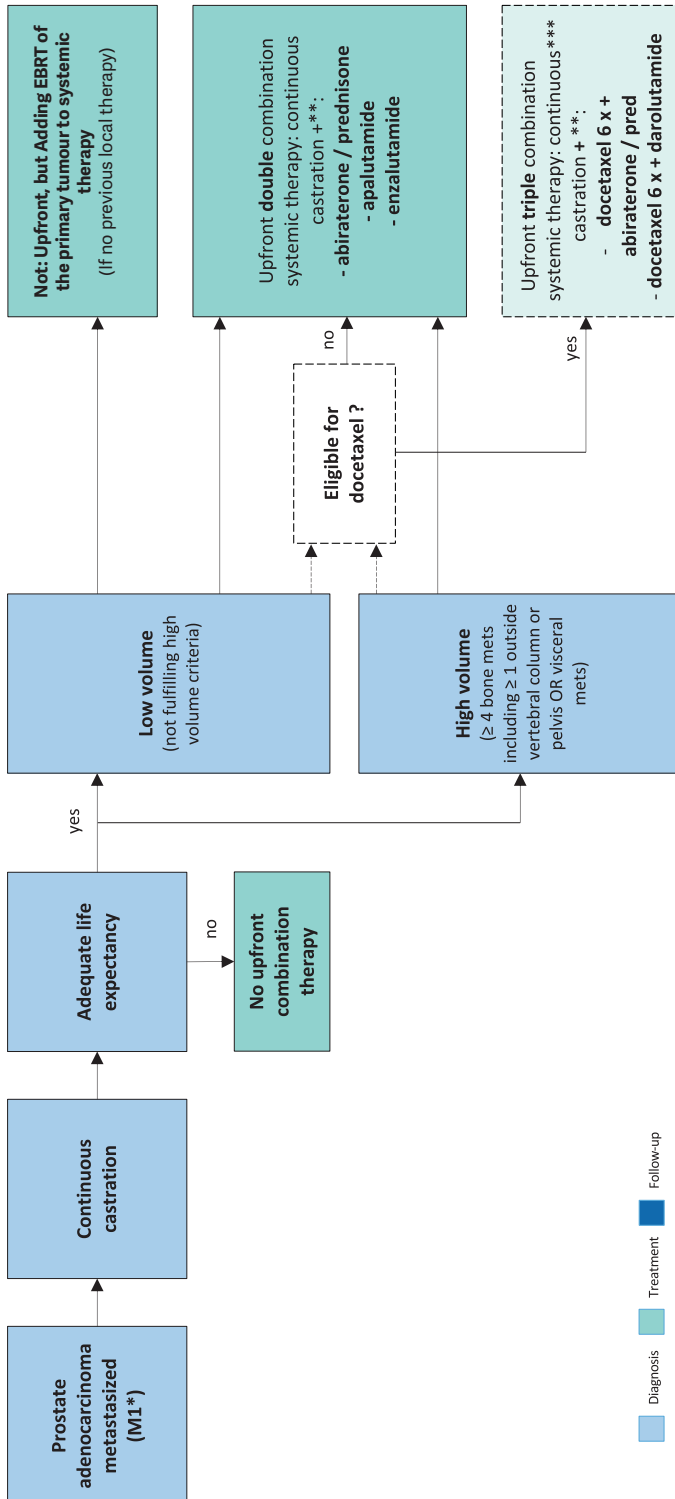 Prostate
adenocarcinoma
metastasized
(M1*)
Continuous
castration
Adequate life
expectancy
yes
no
No upfront
combination
therapy
Low volume
(not fulfilling high
volume criteria)
High volume
(≥ 4 bone mets
including ≥ 1 outside
vertebral column or
pelvis OR visceral
mets)
Eligible for
docetaxel ?
no
yes
Not: Upfront, but Adding EBRT of
the primary tumour to systemic
therapy
(If no previous local therapy)
Upfront double combination
systemic therapy: continuous
castration +**:
- abiraterone / prednisone
- apalutamide
- enzalutamide
Upfront triple combination
systemic therapy: continuous***
castration + **:
- docetaxel 6 x +
abiraterone / pred
- docetaxel 6 x + darolutamide
Diagnosis
Treatment
Follow-up